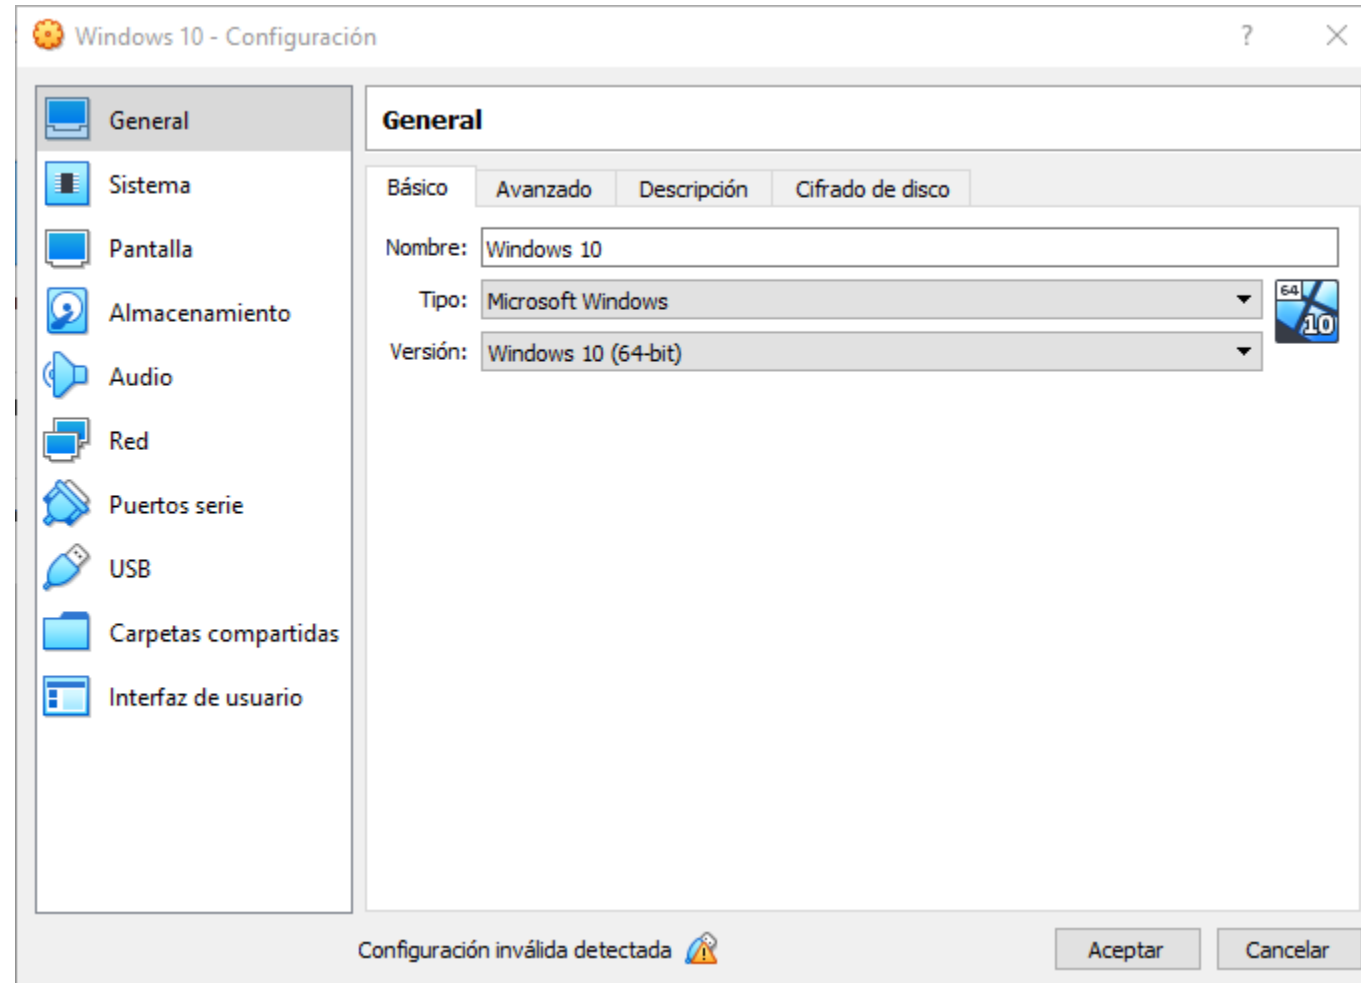 Windows 10 - Configuración
?
General
Sistema
Pantalla
Almacenamiento
Audio
Red
Puertos serie
USB
Carpetas compartidas
Interfaz de usuario
General
Básico Avanzado Descripción Cifrado de disco
Nombre: Windows 10
Tipo: Microsoft Windows
64
10
Versión: Windows 10 (64-bit)
Configuración inválida detectada
Aceptar Cancelar